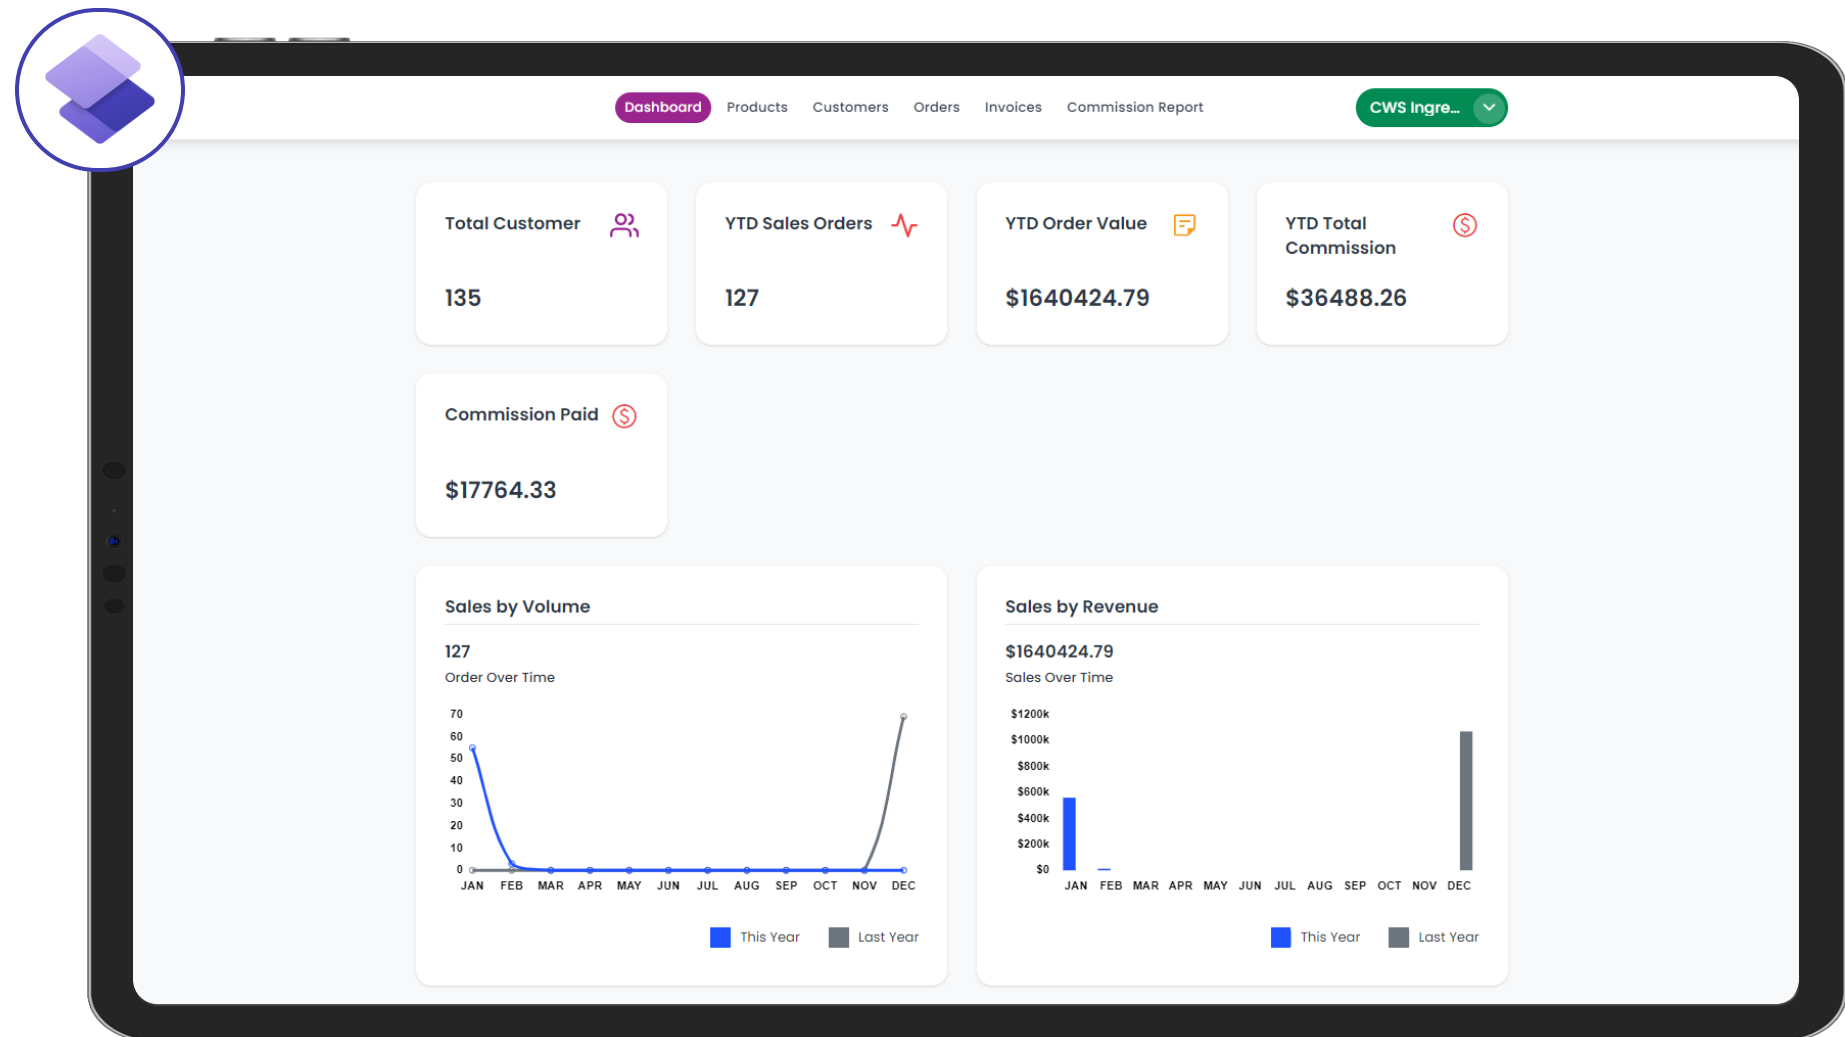 Dashboard Products Customers Orders Invoices Commission Report CWS Ingre...
Total Customer
135
YTD Sales Orders
127
YTD Order Value
$1640424.79
YTD Total
Commission
$36488.26
Commission Paid
$17764.33
Sales by Volume
127
Order Over Time
70
60
50
40
30
20
10
0
JAN FEB MAR APR MAY JUN JUL AUG SEP OCT NOV DEC
This Year Last Year
Sales by Revenue
$1640424.79
Sales Over Time
$1200k
$1000k
$800k
$600k
$400k
$200k
$0
JAN FEB MAR APR MAY JUN JUL AUG SEP OCT NOV DEC
This Year Last Year